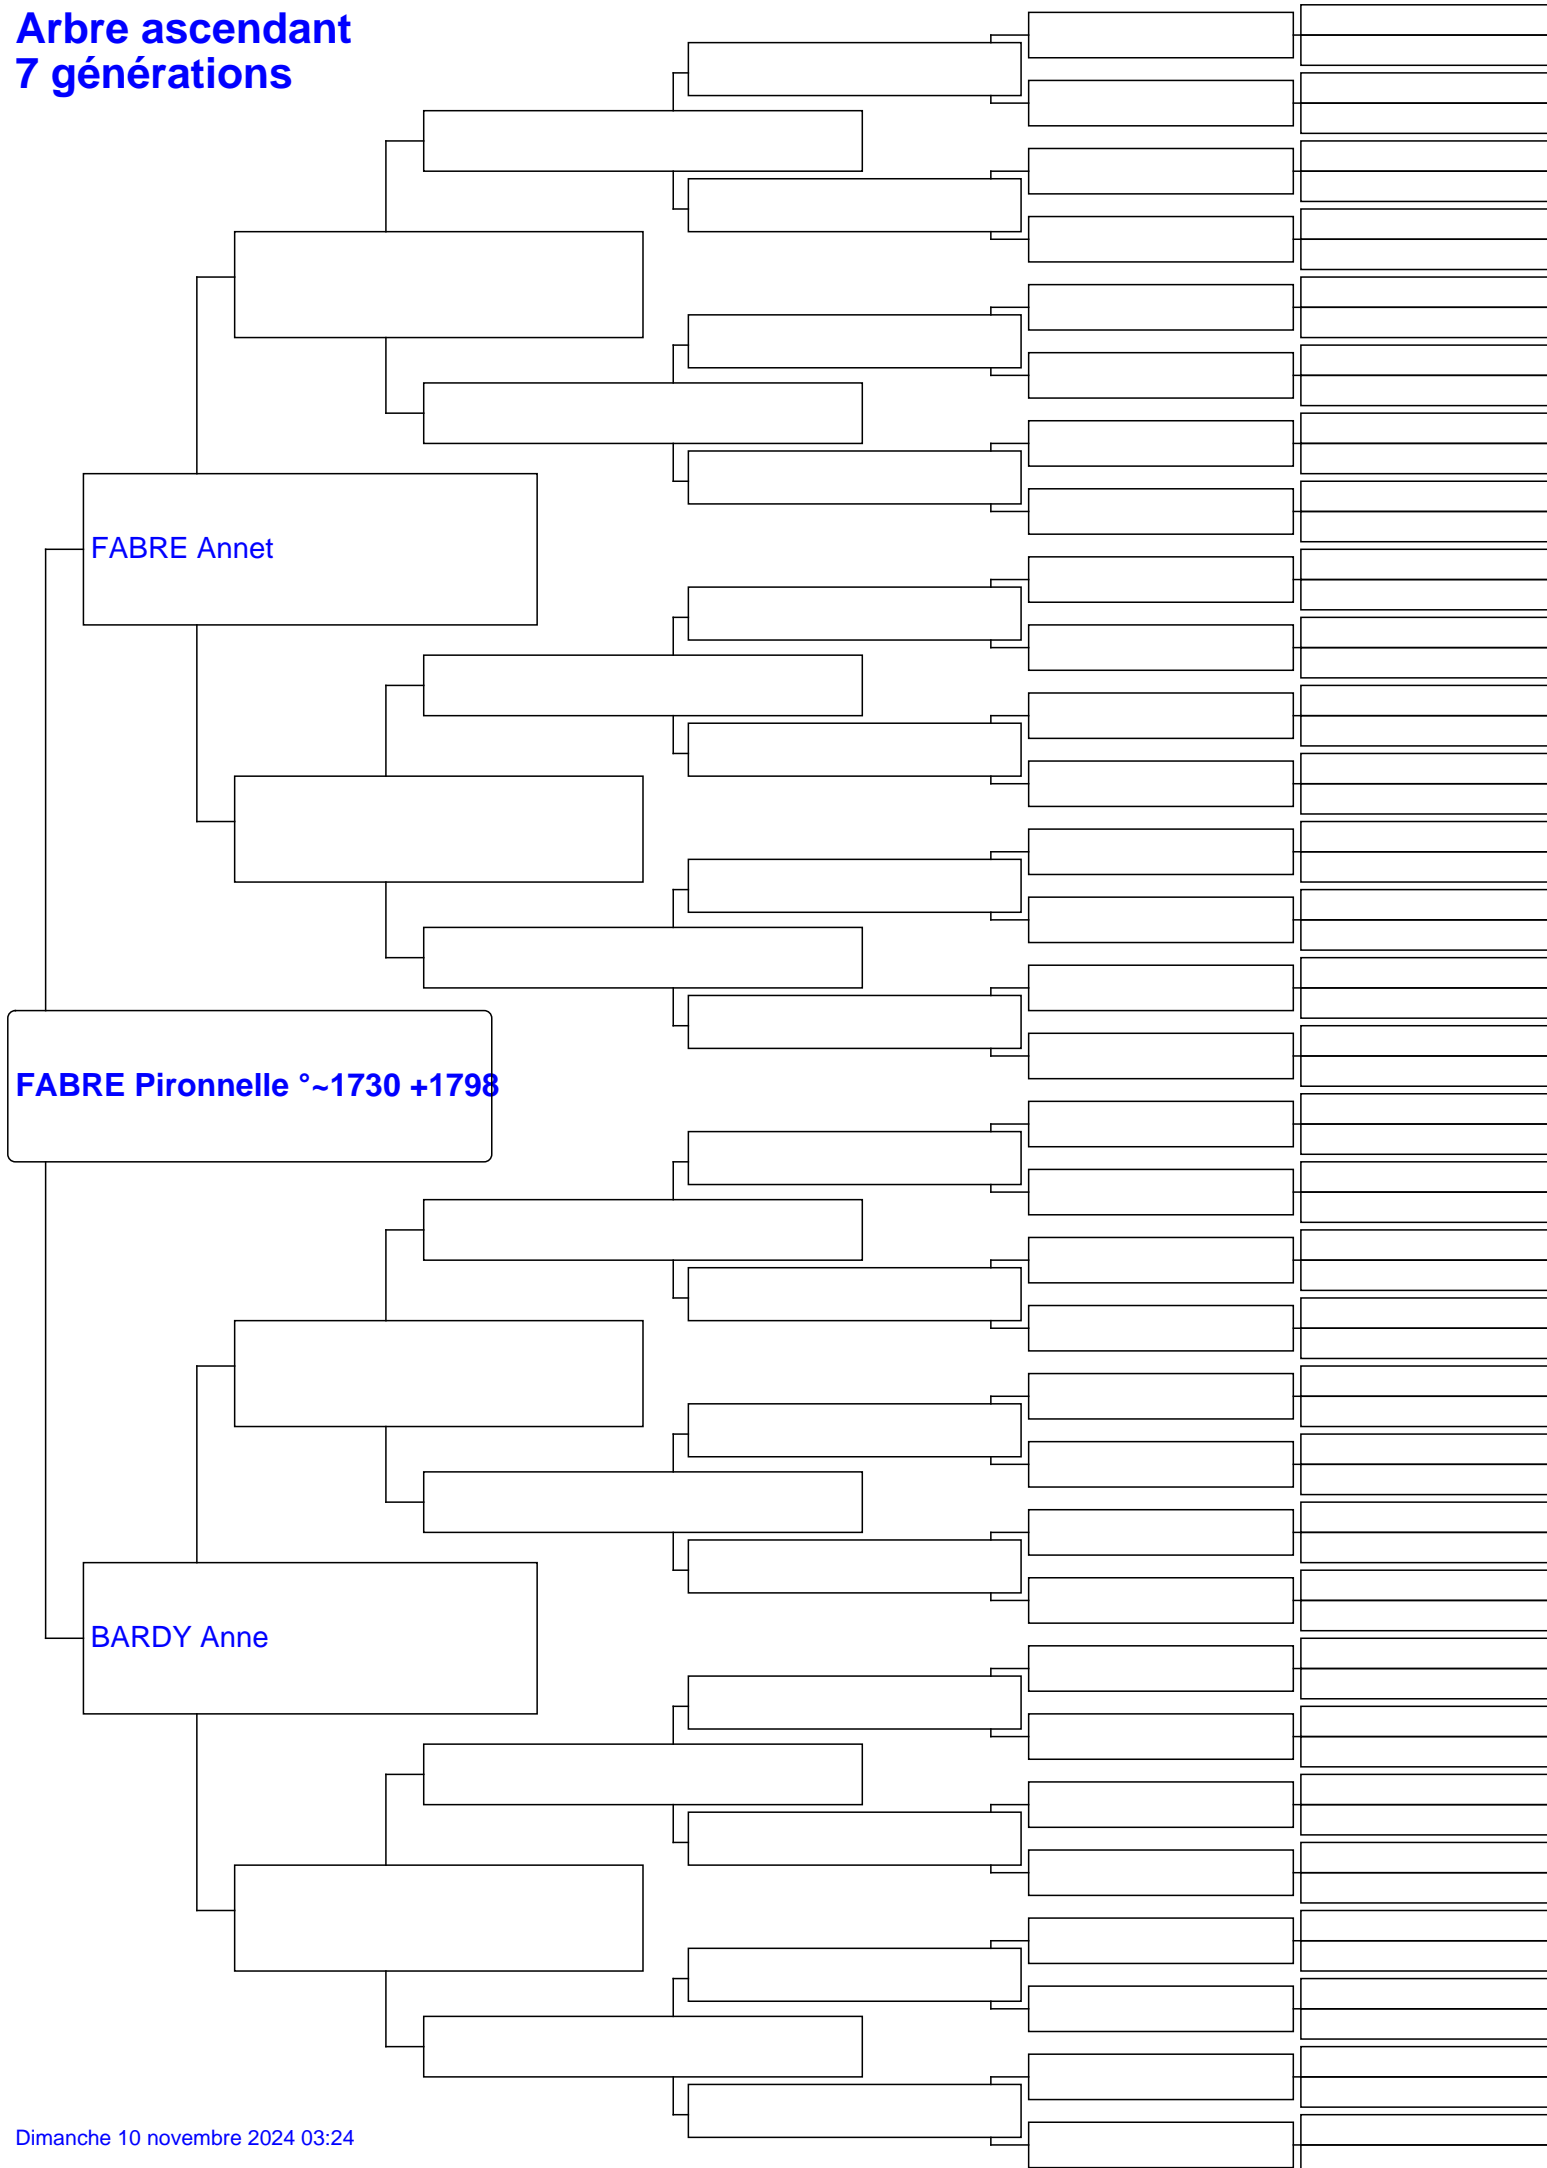 Arbre ascendant
7 générations
FABRE Annet
FABRE Pironnelle °~1730 +1798
BARDY Anne
Dimanche 10 novembre 2024 03:24